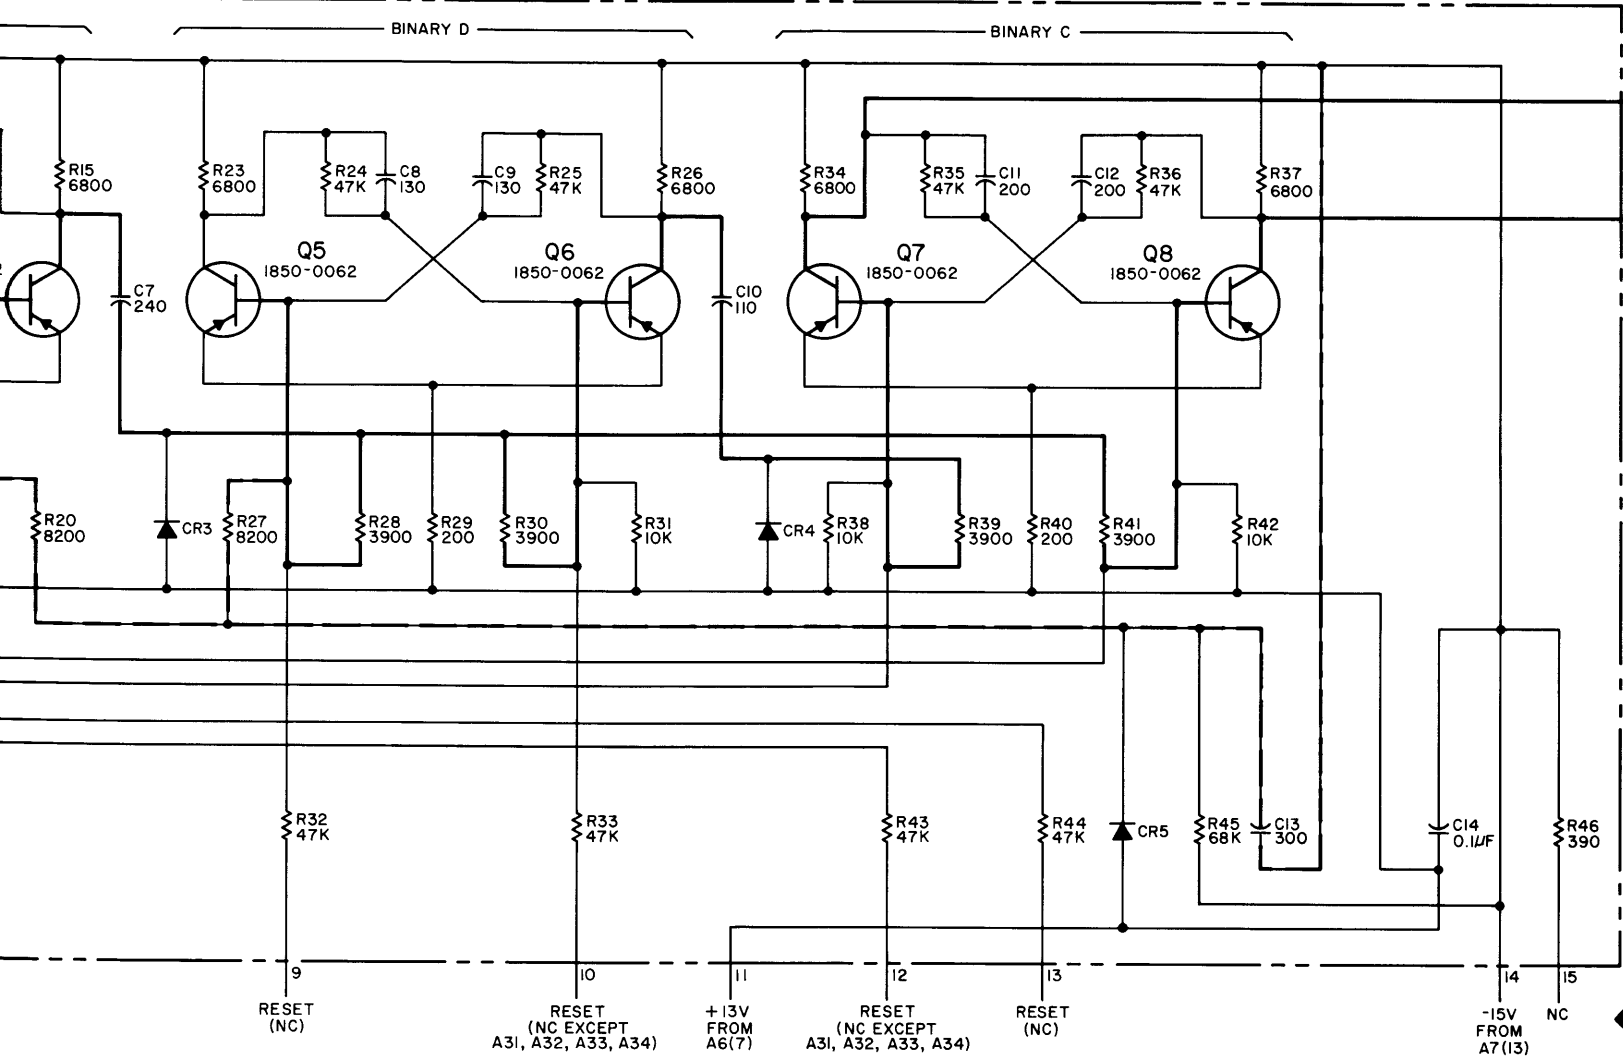 BINARY D
BINARY C
R15
6800
R23
6800
R24
47K
C8
130
C9
130
R25
47K
R26
6800
R34
6800
R35
47K
C11
200
C12
200
R36
47K
R37
6800
Q5
1850-0062
Q6
1850-0062
Q7
1850-0062
Q8
1850-0062
C7
240
C10
110
R20
8200
CR3
R27
8200
R28
3900
R29
200
R30
3900
R31
10K
CR4
R38
10K
R39
3900
R40
200
R41
3900
R42
10K
R32
47K
R33
47K
R43
47K
R44
47K
CR5
R45
68K
C13
300
C14
0.1μF
R46
390
9
10
11
12
13
14
15
RESET
(NC)
RESET
(NC EXCEPT
A31, A32, A33, A34)
+13V
FROM
A6(7)
RESET
(NC EXCEPT
A31, A32, A33, A34)
RESET
(NC)
-15V
FROM
A7(13)
NC